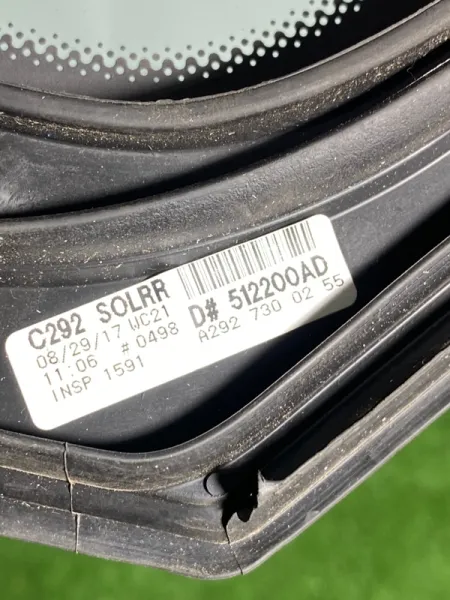 C292 SOLRR
08/29/17 WC21
11:06 #0498
INSP 1591
D# 512200AD
A292 730 02 55